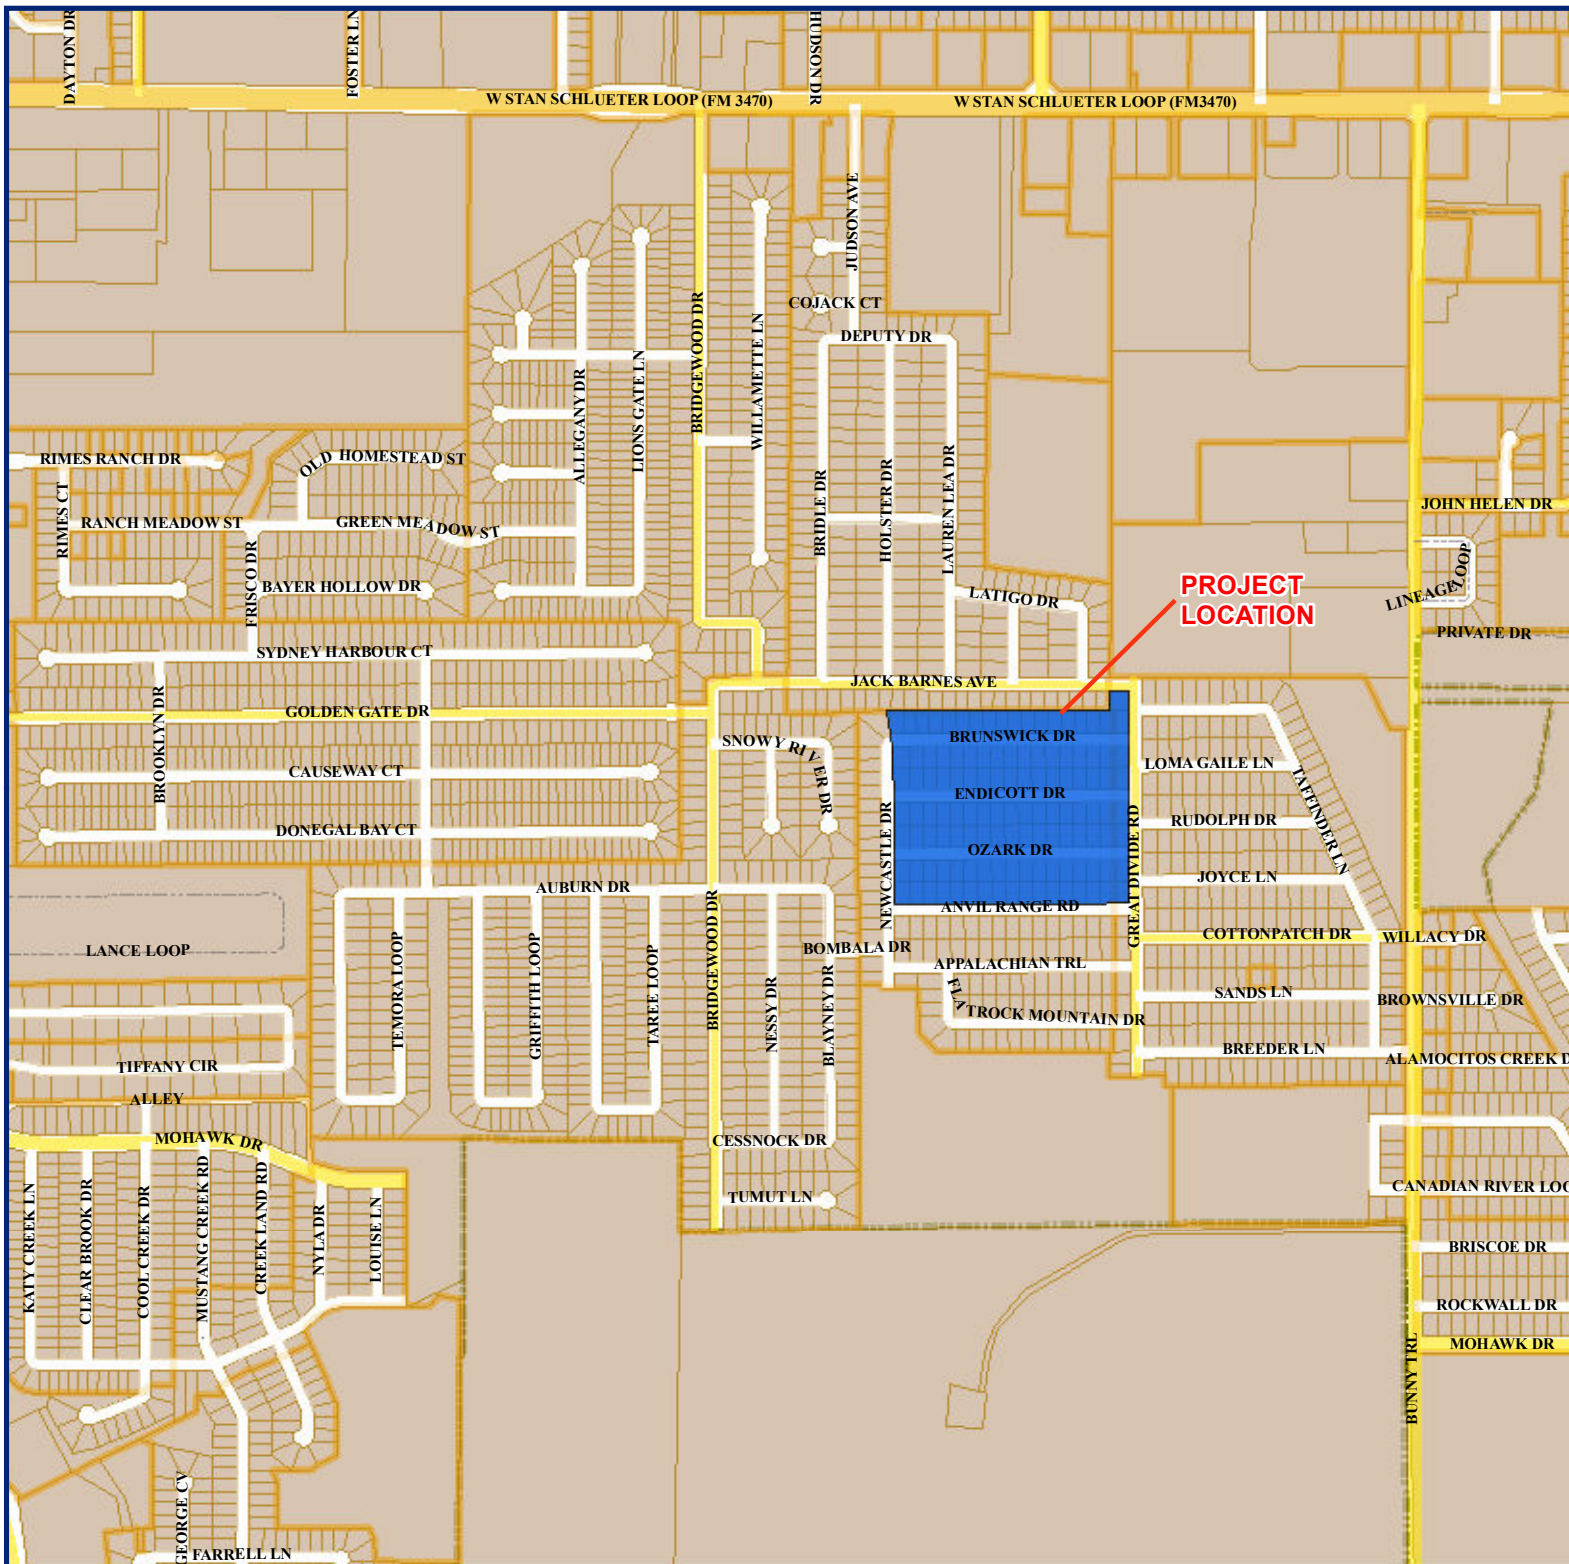 DAYTON DR
FOSTER LN
HUDSON DR
W STAN SCHLUETER LOOP (FM 3470)
W STAN SCHLUETER LOOP (FM3470)
JUDSON AVE
COJACK CT
DEPUTY DR
BRIDGEWOOD DR
WILLAMETTE LN
LIONS GATE LN
ALLEGANY DR
BRIDLE DR
HOLSTER DR
LAUREN LEA DR
RIMES RANCH DR
OLD HOMESTEAD ST
RIMES CT
RANCH MEADOW ST
GREEN MEADOW ST
JOHN HELEN DR
FRISCO DR
BAYER HOLLOW DR
LATIGO DR
PROJECT
LOCATION
LINEAGE LOOP
PRIVATE DR
SYDNEY HARBOUR CT
JACK BARNES AVE
BROOKLYN DR
GOLDEN GATE DR
SNOWY RIVER DR
BRUNSWICK DR
CAUSEWAY CT
LOMA GAILE LN
TAFFINDER LN
ENDICOTT DR
NEWCASTLE DR
GREAT DIVIDE RD
RUDOLPH DR
DONEGAL BAY CT
OZARK DR
JOYCE LN
AUBURN DR
ANVIL RANGE RD
BRIDGEWOOD DR
COTTONPATCH DR
WILLACY DR
LANCE LOOP
BOMBALA DR
APPALACHIAN TRL
TEMORA LOOP
GRIFFITH LOOP
TAREE LOOP
NESSY DR
BLAYNEY DR
SANDS LN
BROWNSVILLE DR
FLATROCK MOUNTAIN DR
BREEDER LN
ALAMOCITOS CREEK D
TIFFANY CIR
ALLEY
MOHAWK DR
CESSNOCK DR
TUMUT LN
CANADIAN RIVER LOO
KATY CREEK LN
CLEAR BROOK DR
COOL CREEK DR
MUSTANG CREEK RD
CREEK LAND RD
NYLA DR
LOUISE LN
BRISCOE DR
ROCKWALL DR
MOHAWK DR
BUNNY TRL
GEORGE CV
FARRELL LN